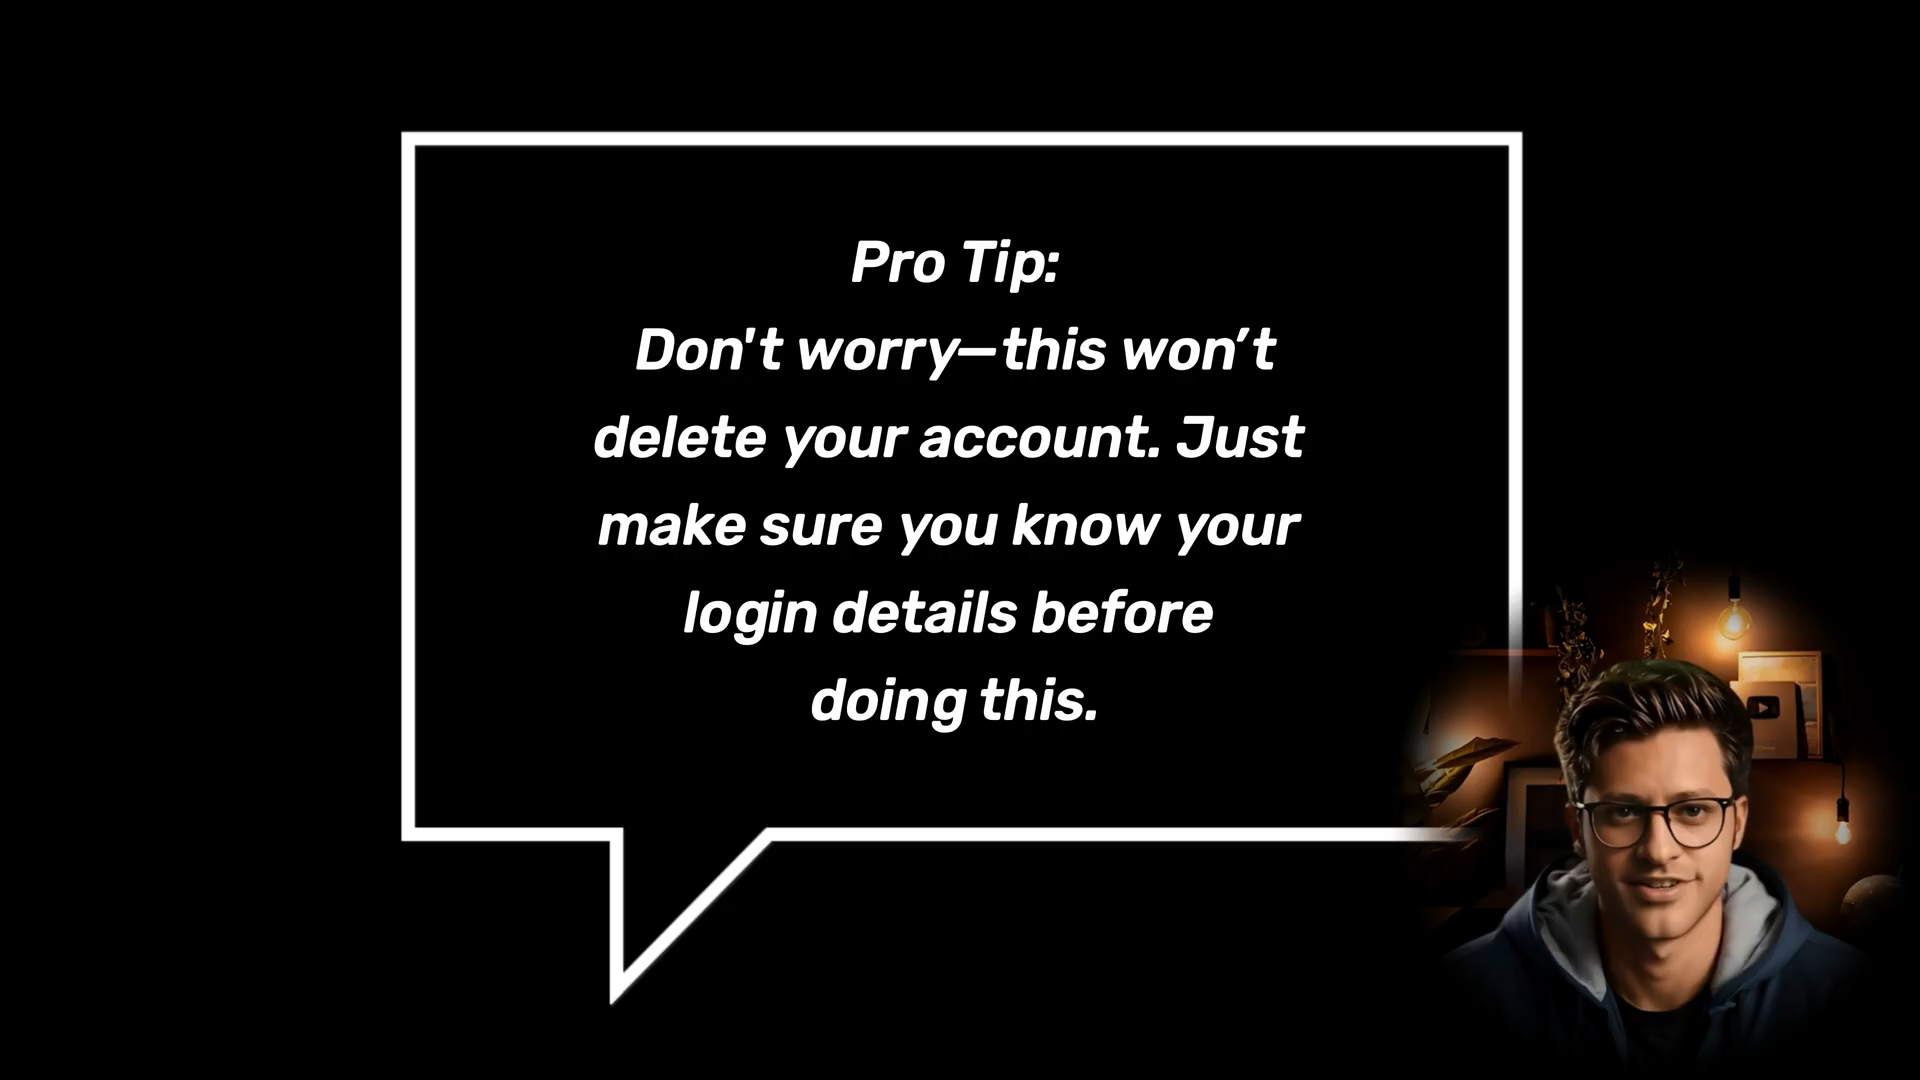 Pro Tip:
Don't worry—this won’t
delete your account. Just
make sure you know your
login details before
doing this.